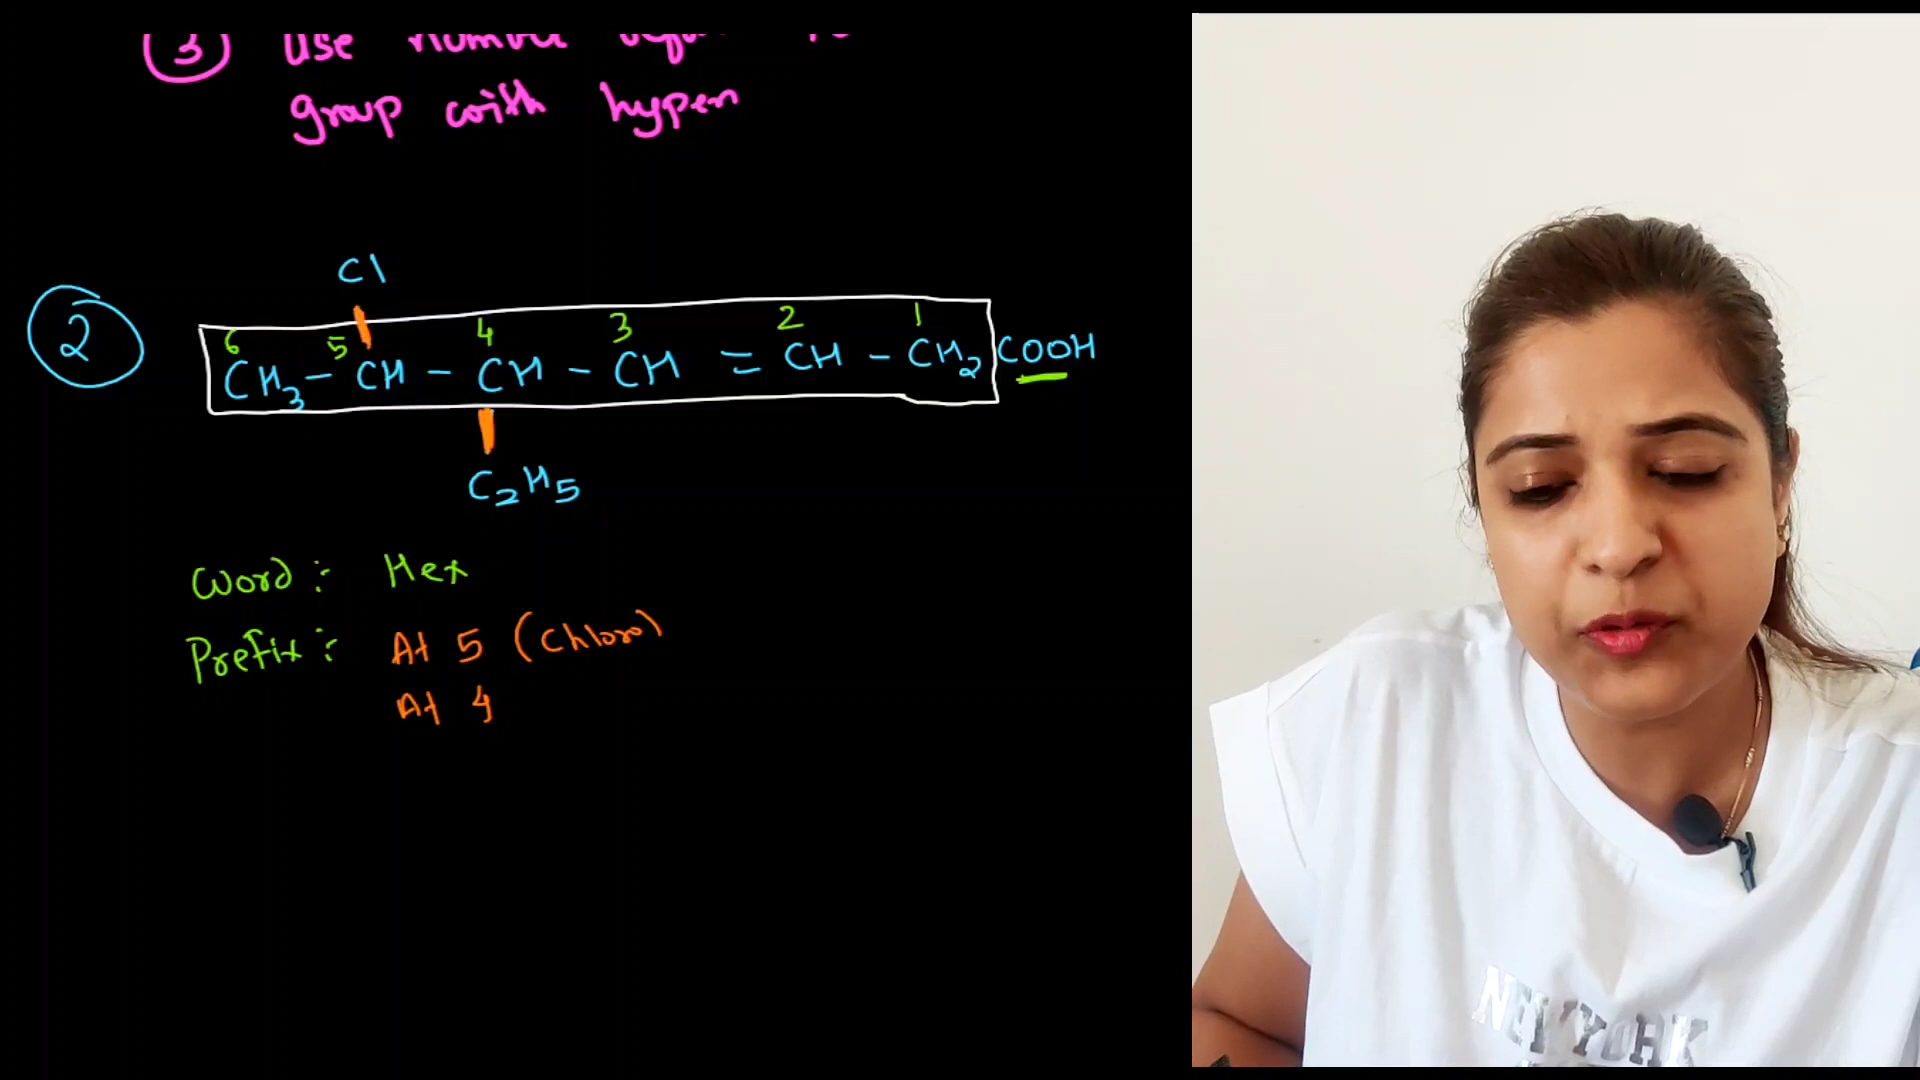 ③ Use
group with hypen
Cl
6 5 4 3 2 1
② CH₃ - CH - CH - CH = CH - CH₂ COOH
C₂H₅
Word : Hex
Prefix : At 5 (Chloro)
At 4
NEW YORK